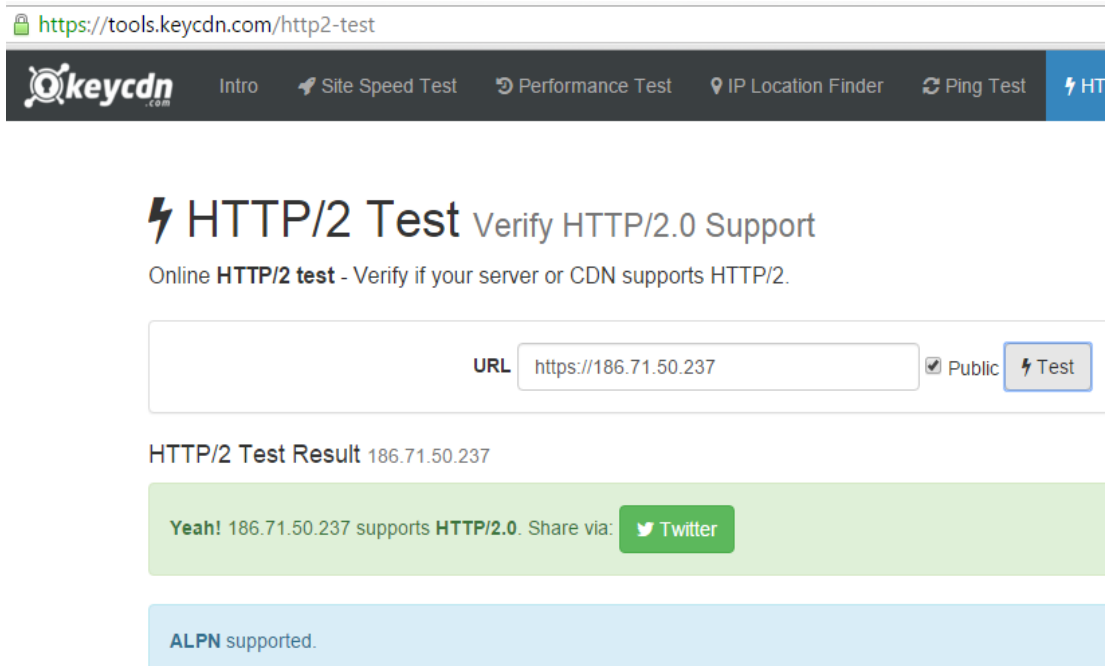 https://tools.keycdn.com/http2-test
keycdn .com Intro Site Speed Test Performance Test IP Location Finder Ping Test HT
HTTP/2 Test Verify HTTP/2.0 Support
Online HTTP/2 test - Verify if your server or CDN supports HTTP/2.
URL https://186.71.50.237 Public Test
HTTP/2 Test Result 186.71.50.237
Yeah! 186.71.50.237 supports HTTP/2.0. Share via: Twitter
ALPN supported.